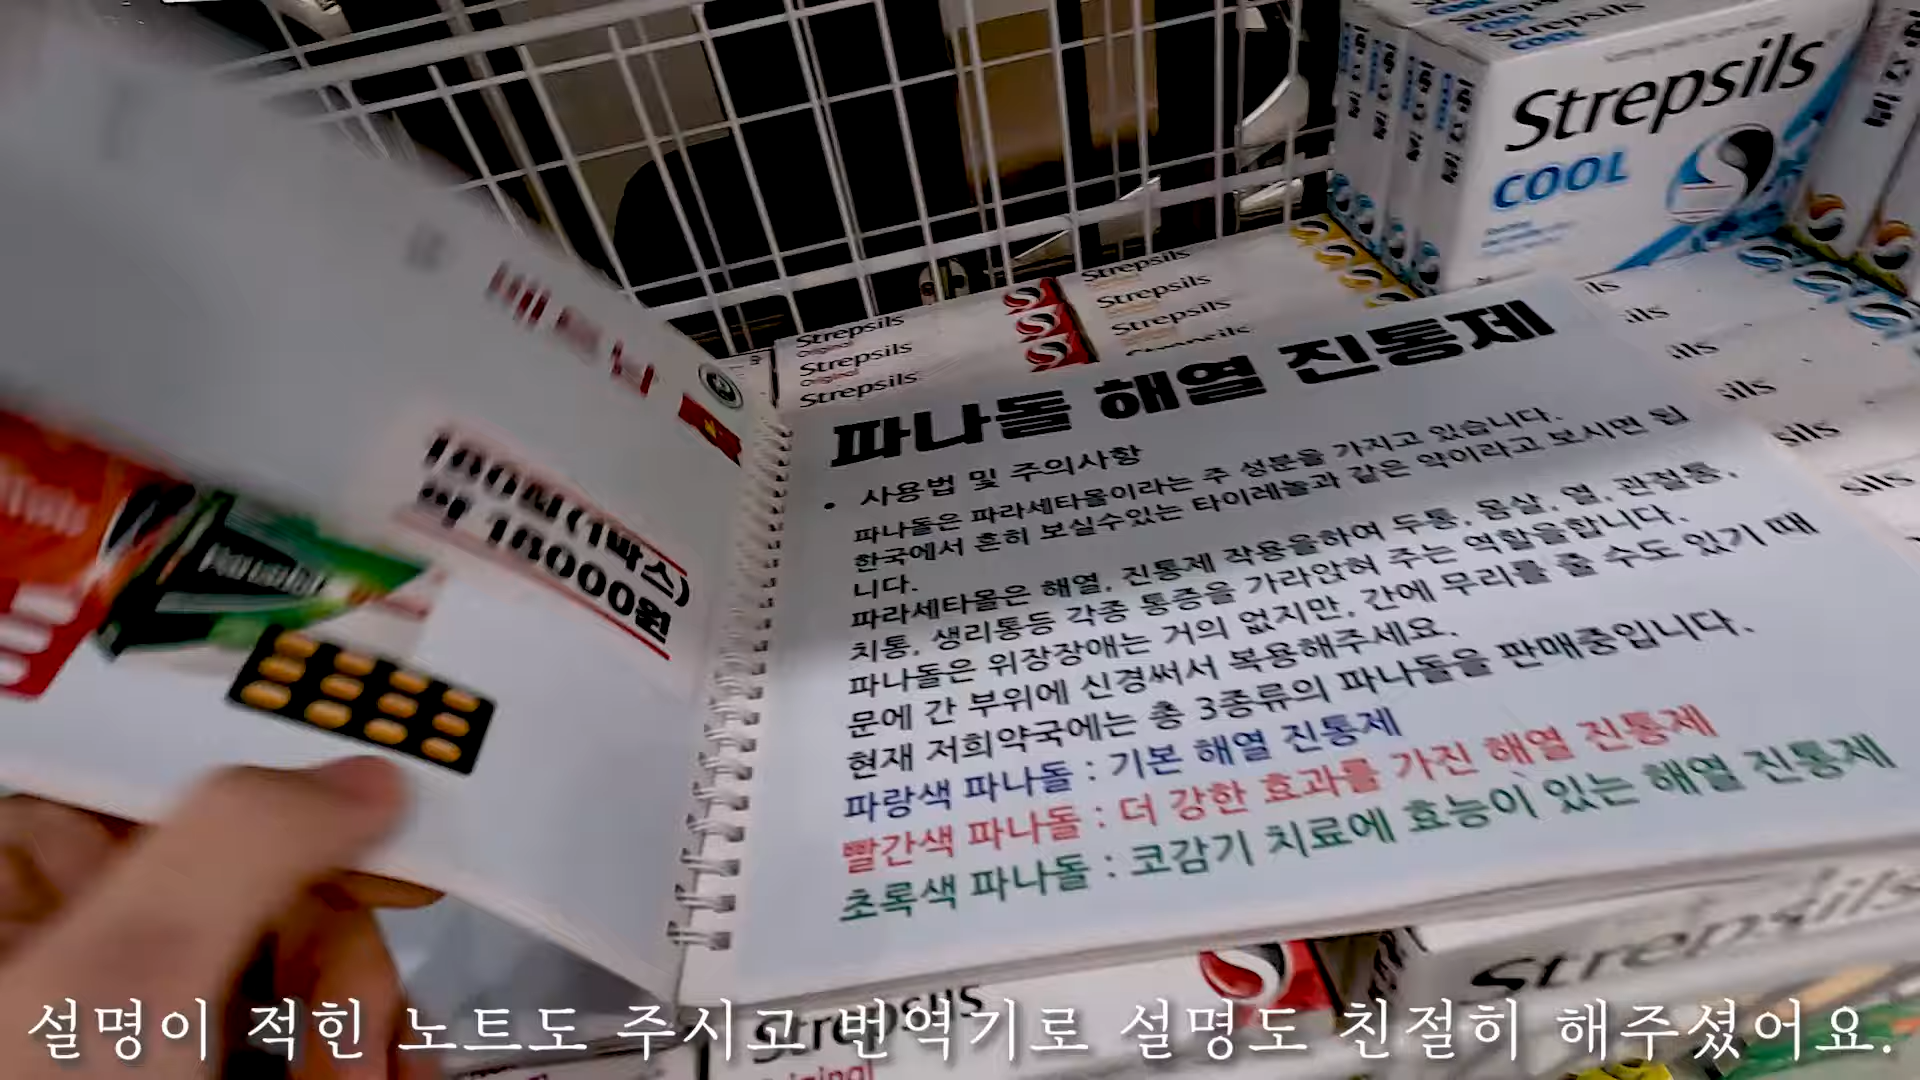 Strepsils
COOL
Strepsils
Original
Strepsils
Original
Strepsils
Strepsils
Strepsils
Strepsils
베트남
180정(1박스)
약 18000원
파나돌 해열 진통제
• 사용법 및 주의사항
파나돌은 파라세타몰이라는 주 성분을 가지고 있습니다.
한국에서 흔히 보실수있는 타이레놀과 같은 약이라고 보시면 됩
니다.
파라세타몰은 해열, 진통제 작용을하여 두통, 몸살, 열, 관절통,
치통, 생리통등 각종 통증을 가라앉혀 주는 역할을합니다.
파나돌은 위장장애는 거의 없지만, 간에 무리를 줄 수도 있기 때
문에 간 부위에 신경써서 복용해주세요.
현재 저희약국에는 총 3종류의 파나돌을 판매중입니다.
파랑색 파나돌 : 기본 해열 진통제
빨간색 파나돌 : 더 강한 효과를 가진 해열 진통제
초록색 파나돌 : 코감기 치료에 효능이 있는 해열 진통제
Strepsils
Strepsils
Original
설명이 적힌 노트도 주시고 번역기로 설명도 친절히 해주셨어요.